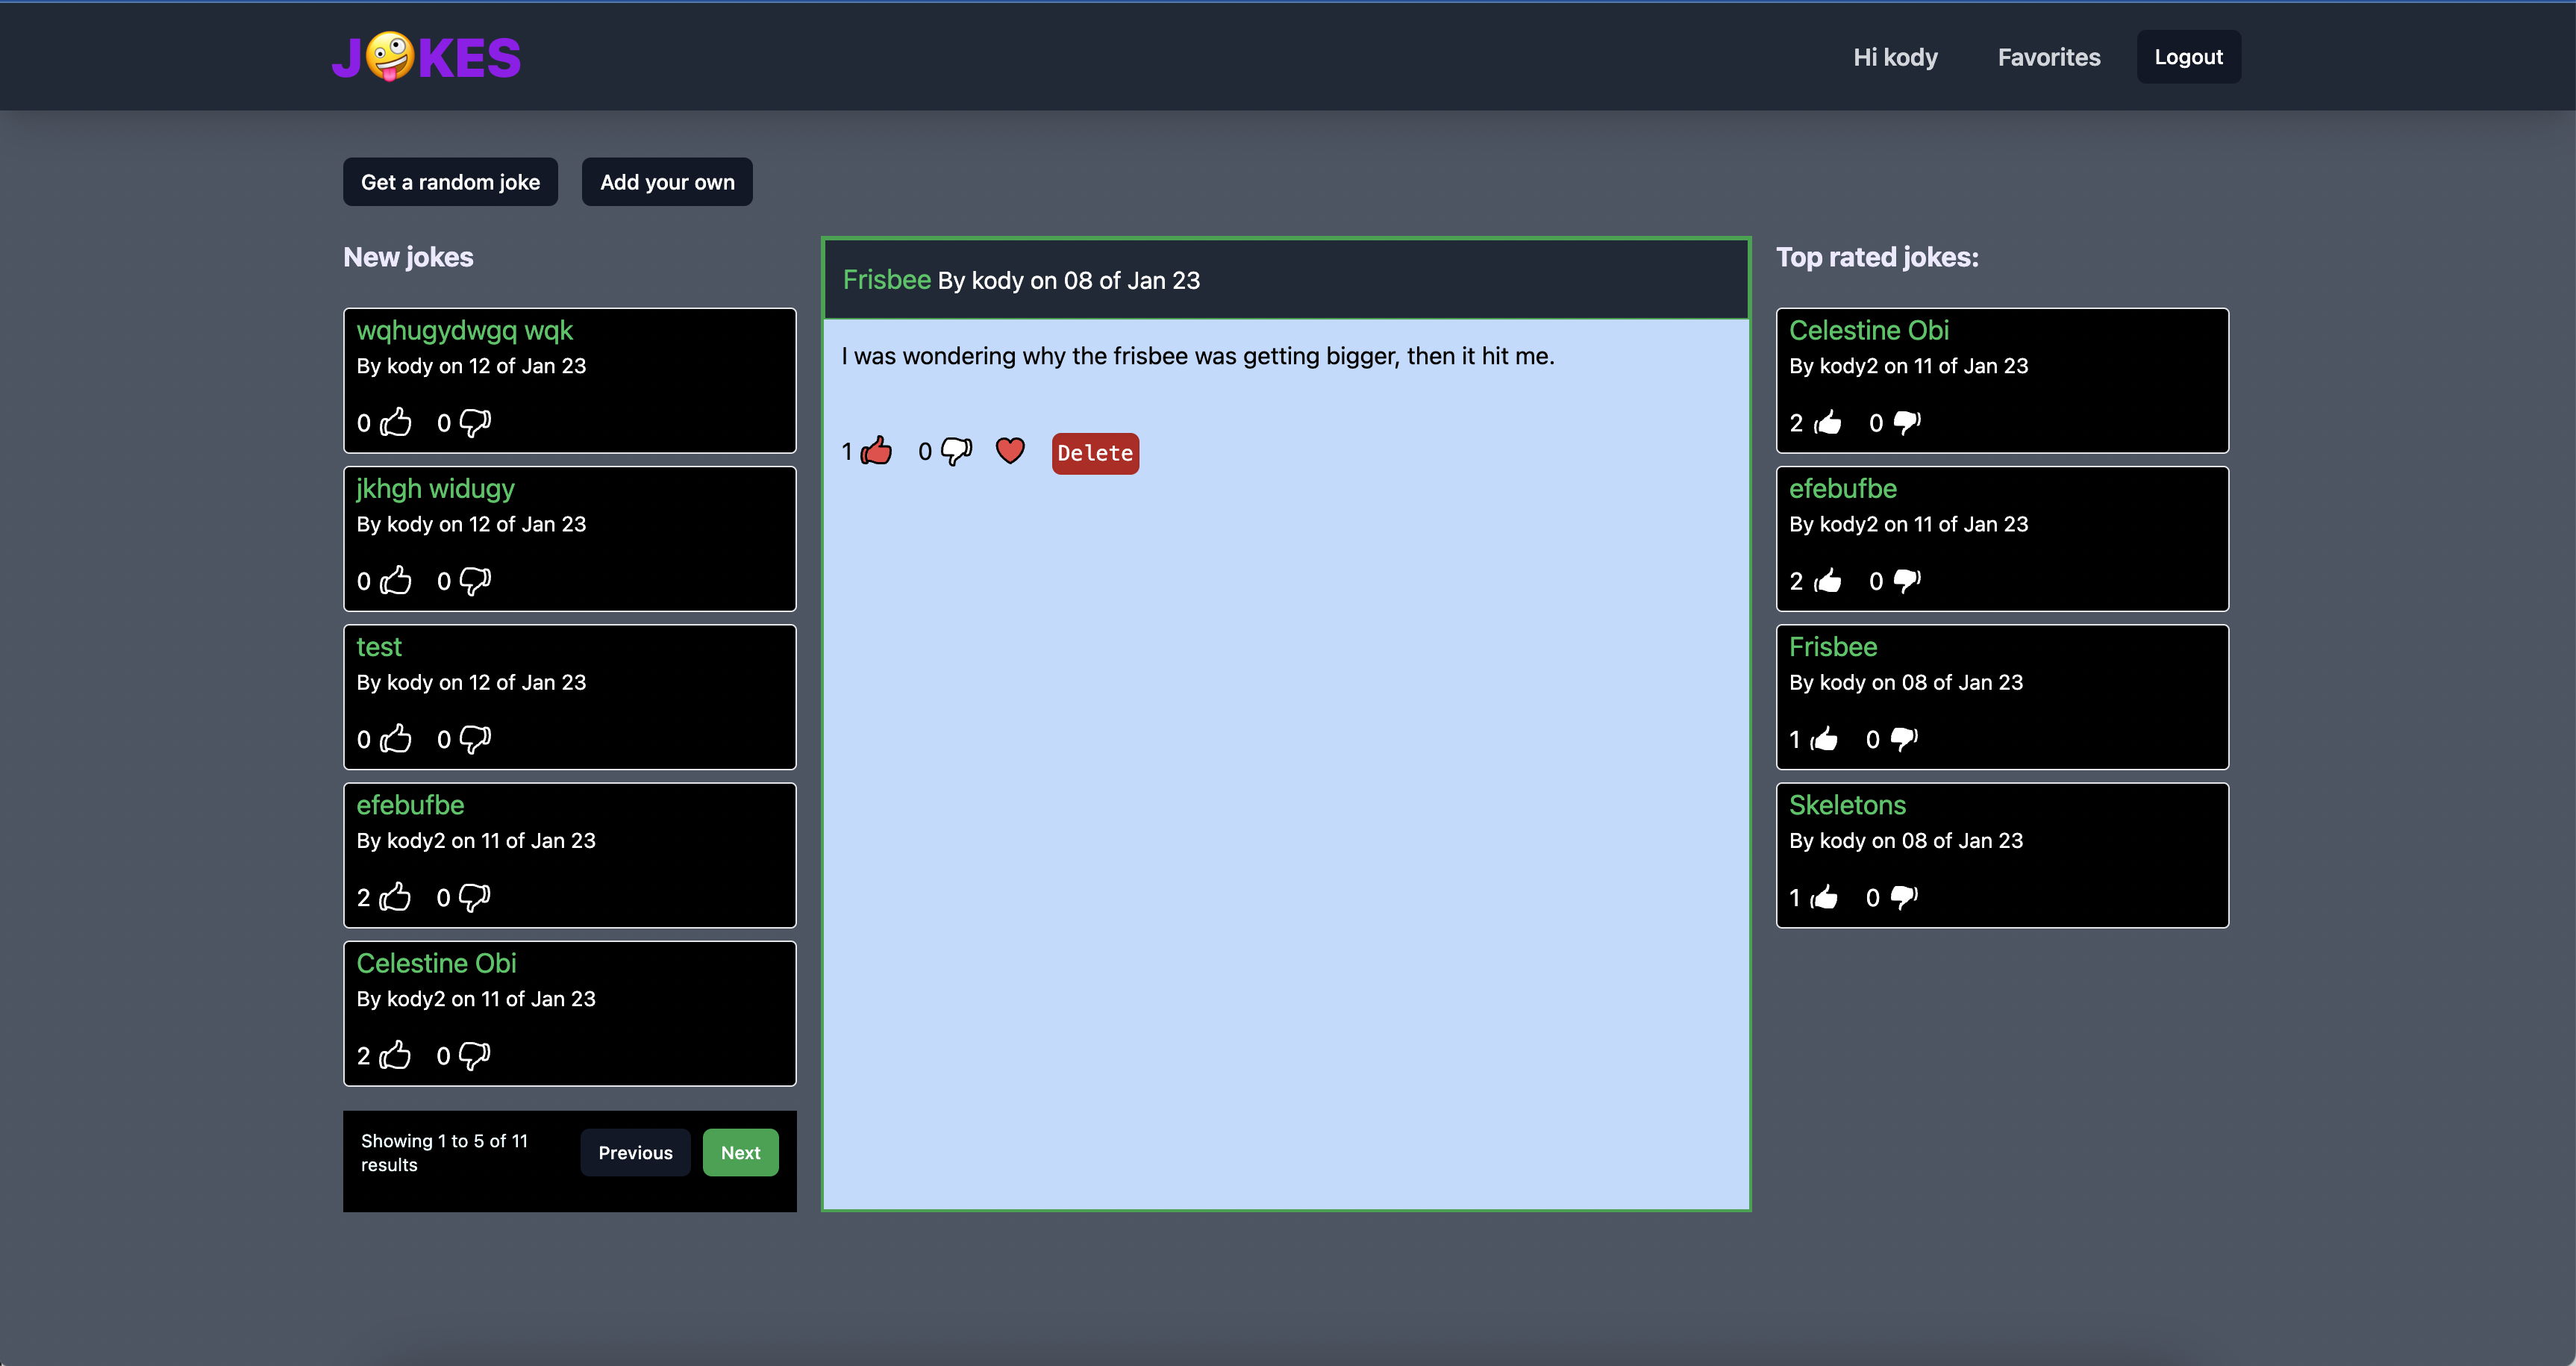 J🤪KES
Hi kody
Favorites
Logout
Get a random joke
Add your own
New jokes
wqhugydwgq wqk
By kody on 12 of Jan 23
0 0
jkhgh widugy
By kody on 12 of Jan 23
0 0
test
By kody on 12 of Jan 23
0 0
efebufbe
By kody2 on 11 of Jan 23
2 0
Celestine Obi
By kody2 on 11 of Jan 23
2 0
Showing 1 to 5 of 11
results
Previous
Next
Frisbee By kody on 08 of Jan 23
I was wondering why the frisbee was getting bigger, then it hit me.
1 0 Delete
Top rated jokes:
Celestine Obi
By kody2 on 11 of Jan 23
2 0
efebufbe
By kody2 on 11 of Jan 23
2 0
Frisbee
By kody on 08 of Jan 23
1 0
Skeletons
By kody on 08 of Jan 23
1 0